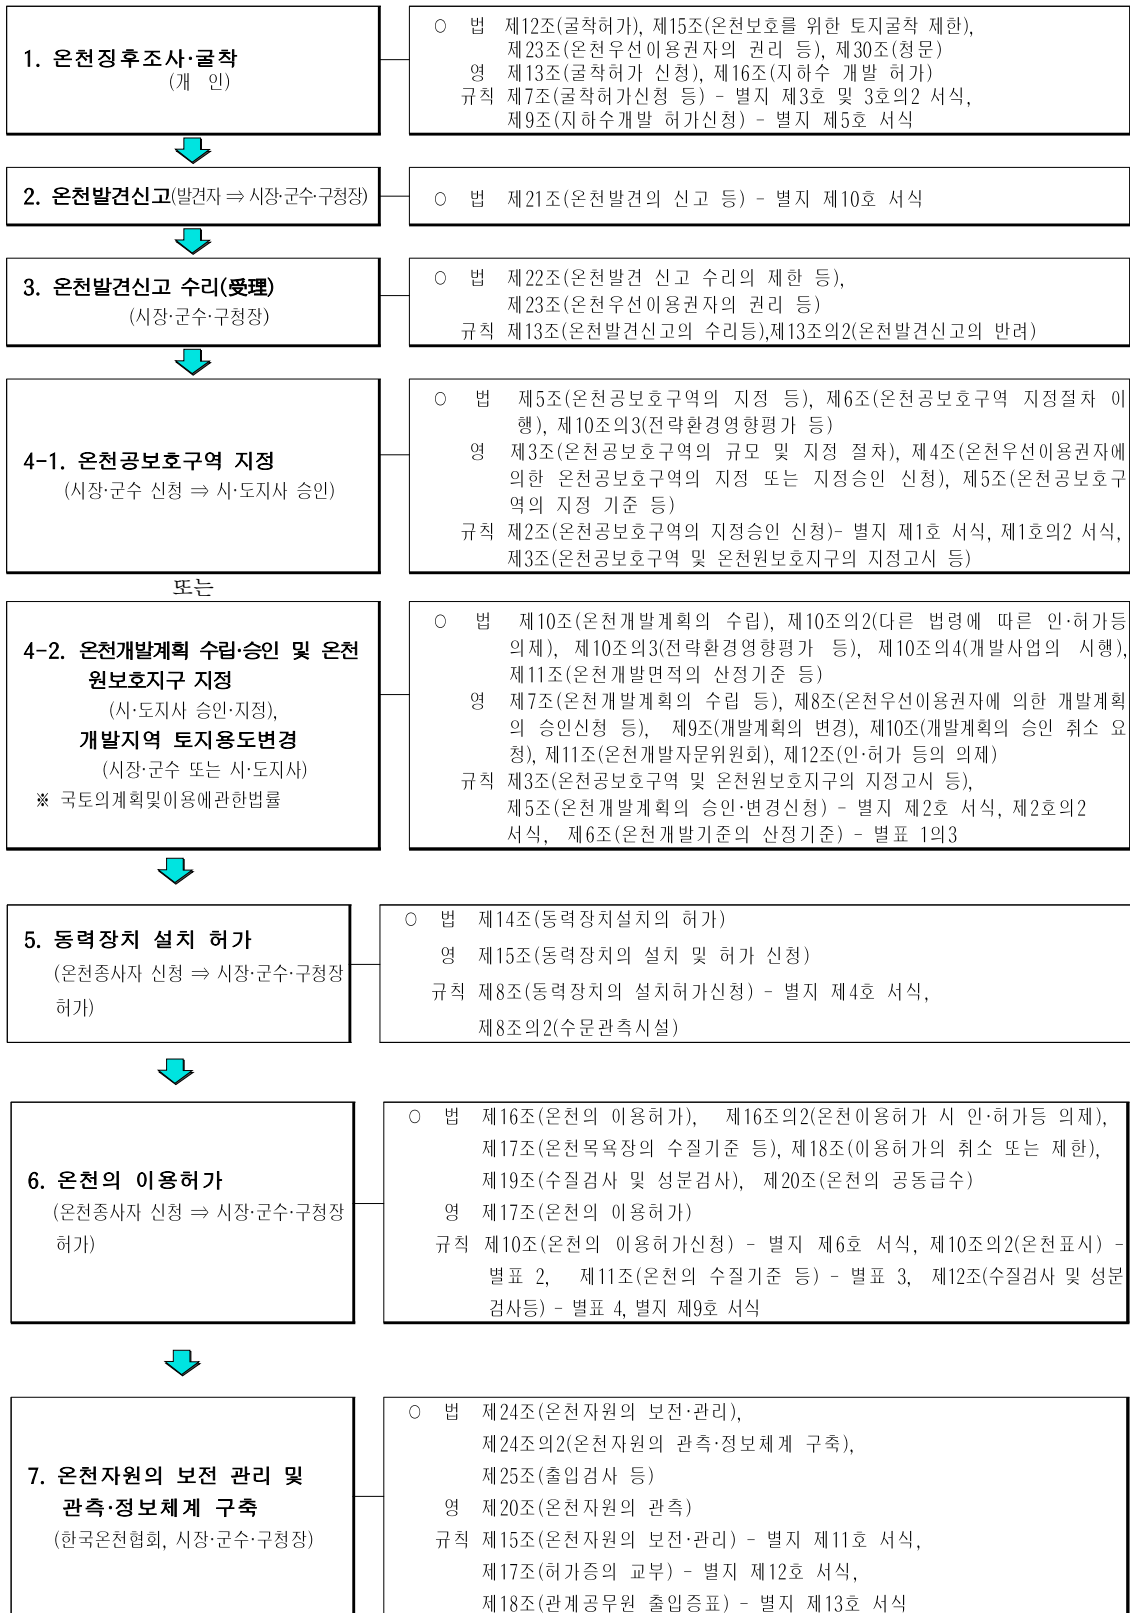 1. 온천징후조사·굴착
(개 인)
○ 법 제12조(굴착허가), 제15조(온천보호를 위한 토지굴착 제한),
제23조(온천우선이용권자의 권리 등), 제30조(청문)
영 제13조(굴착허가 신청), 제16조(지하수 개발 허가)
규칙 제7조(굴착허가신청 등) - 별지 제3호 및 3호의2 서식,
제9조(지하수개발 허가신청) - 별지 제5호 서식
2. 온천발견신고(발견자 ⇒ 시장·군수·구청장)
○ 법 제21조(온천발견의 신고 등) - 별지 제10호 서식
3. 온천발견신고 수리(受理)
(시장·군수·구청장)
○ 법 제22조(온천발견 신고 수리의 제한 등),
제23조(온천우선이용권자의 권리 등)
규칙 제13조(온천발견신고의 수리등),제13조의2(온천발견신고의 반려)
4-1. 온천공보호구역 지정
(시장·군수 신청 ⇒ 시·도지사 승인)
○ 법 제5조(온천공보호구역의 지정 등), 제6조(온천공보호구역 지정절차 이
행), 제10조의3(전략환경영향평가 등)
영 제3조(온천공보호구역의 규모 및 지정 절차), 제4조(온천우선이용권자에
의한 온천공보호구역의 지정 또는 지정승인 신청), 제5조(온천공보호구
역의 지정 기준 등)
규칙 제2조(온천공보호구역의 지정승인 신청)- 별지 제1호 서식, 제1호의2 서식,
제3조(온천공보호구역 및 온천원보호지구의 지정고시 등)
또는
4-2. 온천개발계획 수립·승인 및 온천
원보호지구 지정
(시·도지사 승인·지정),
개발지역 토지용도변경
(시장·군수 또는 시·도지사)
※ 국토의계획및이용에관한법률
○ 법 제10조(온천개발계획의 수립), 제10조의2(다른 법령에 따른 인·허가등
의제), 제10조의3(전략환경영향평가 등), 제10조의4(개발사업의 시행),
제11조(온천개발면적의 산정기준 등)
영 제7조(온천개발계획의 수립 등), 제8조(온천우선이용권자에 의한 개발계획
의 승인신청 등), 제9조(개발계획의 변경), 제10조(개발계획의 승인 취소 요
청), 제11조(온천개발자문위원회), 제12조(인·허가 등의 의제)
규칙 제3조(온천공보호구역 및 온천원보호지구의 지정고시 등),
제5조(온천개발계획의 승인·변경신청) - 별지 제2호 서식, 제2호의2
서식, 제6조(온천개발기준의 산정기준) - 별표 1의3
5. 동력장치 설치 허가
(온천종사자 신청 ⇒ 시장·군수·구청장
허가)
○ 법 제14조(동력장치설치의 허가)
영 제15조(동력장치의 설치 및 허가 신청)
규칙 제8조(동력장치의 설치허가신청) - 별지 제4호 서식,
제8조의2(수문관측시설)
6. 온천의 이용허가
(온천종사자 신청 ⇒ 시장·군수·구청장
허가)
○ 법 제16조(온천의 이용허가), 제16조의2(온천이용허가 시 인·허가등 의제),
제17조(온천목욕장의 수질기준 등), 제18조(이용허가의 취소 또는 제한),
제19조(수질검사 및 성분검사), 제20조(온천의 공동급수)
영 제17조(온천의 이용허가)
규칙 제10조(온천의 이용허가신청) - 별지 제6호 서식, 제10조의2(온천표시) -
별표 2, 제11조(온천의 수질기준 등) - 별표 3, 제12조(수질검사 및 성분
검사등) - 별표 4, 별지 제9호 서식
7. 온천자원의 보전 관리 및
관측·정보체계 구축
(한국온천협회, 시장·군수·구청장)
○ 법 제24조(온천자원의 보전·관리),
제24조의2(온천자원의 관측·정보체계 구축),
제25조(출입검사 등)
영 제20조(온천자원의 관측)
규칙 제15조(온천자원의 보전·관리) - 별지 제11호 서식,
제17조(허가증의 교부) - 별지 제12호 서식,
제18조(관계공무원 출입증표) - 별지 제13호 서식